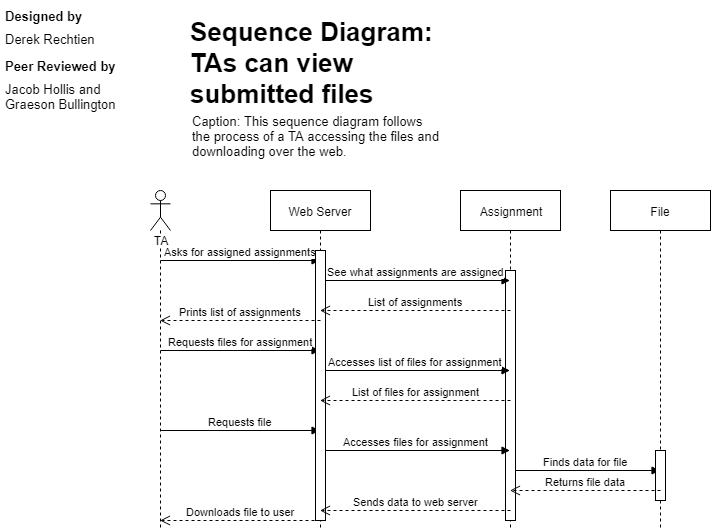 Designed by
Derek Rechtien
Peer Reviewed by
Jacob Hollis and
Graeson Bullington
Sequence Diagram:
TAs can view
submitted files
Caption: This sequence diagram follows
the process of a TA accessing the files and
downloading over the web.
TA
Web Server
Assignment
File
Asks for assigned assignments
See what assignments are assigned
List of assignments
Prints list of assignments
Requests files for assignment
Accesses list of files for assignment
List of files for assignment
Requests file
Accesses files for assignment
Finds data for file
Returns file data
Sends data to web server
Downloads file to user